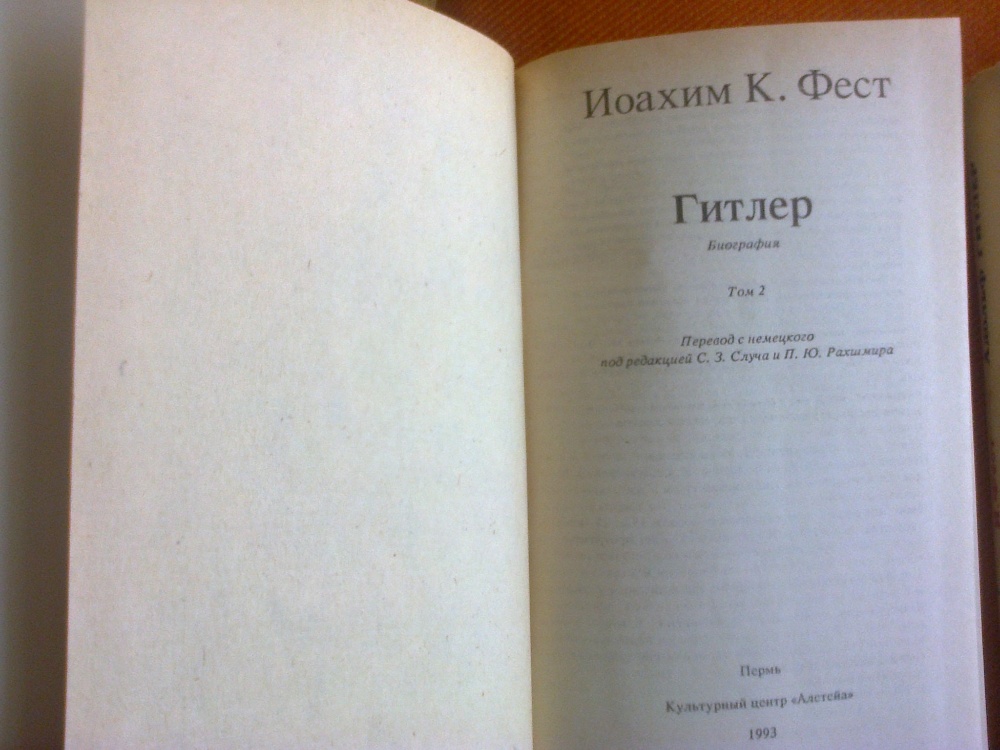 Иоахим К. Фест
Гитлер
Биография
Том 2
Перевод с немецкого
под редакцией С. З. Случа и П. Ю. Рахшмира
Пермь
Культурный центр «Алетейа»
1993